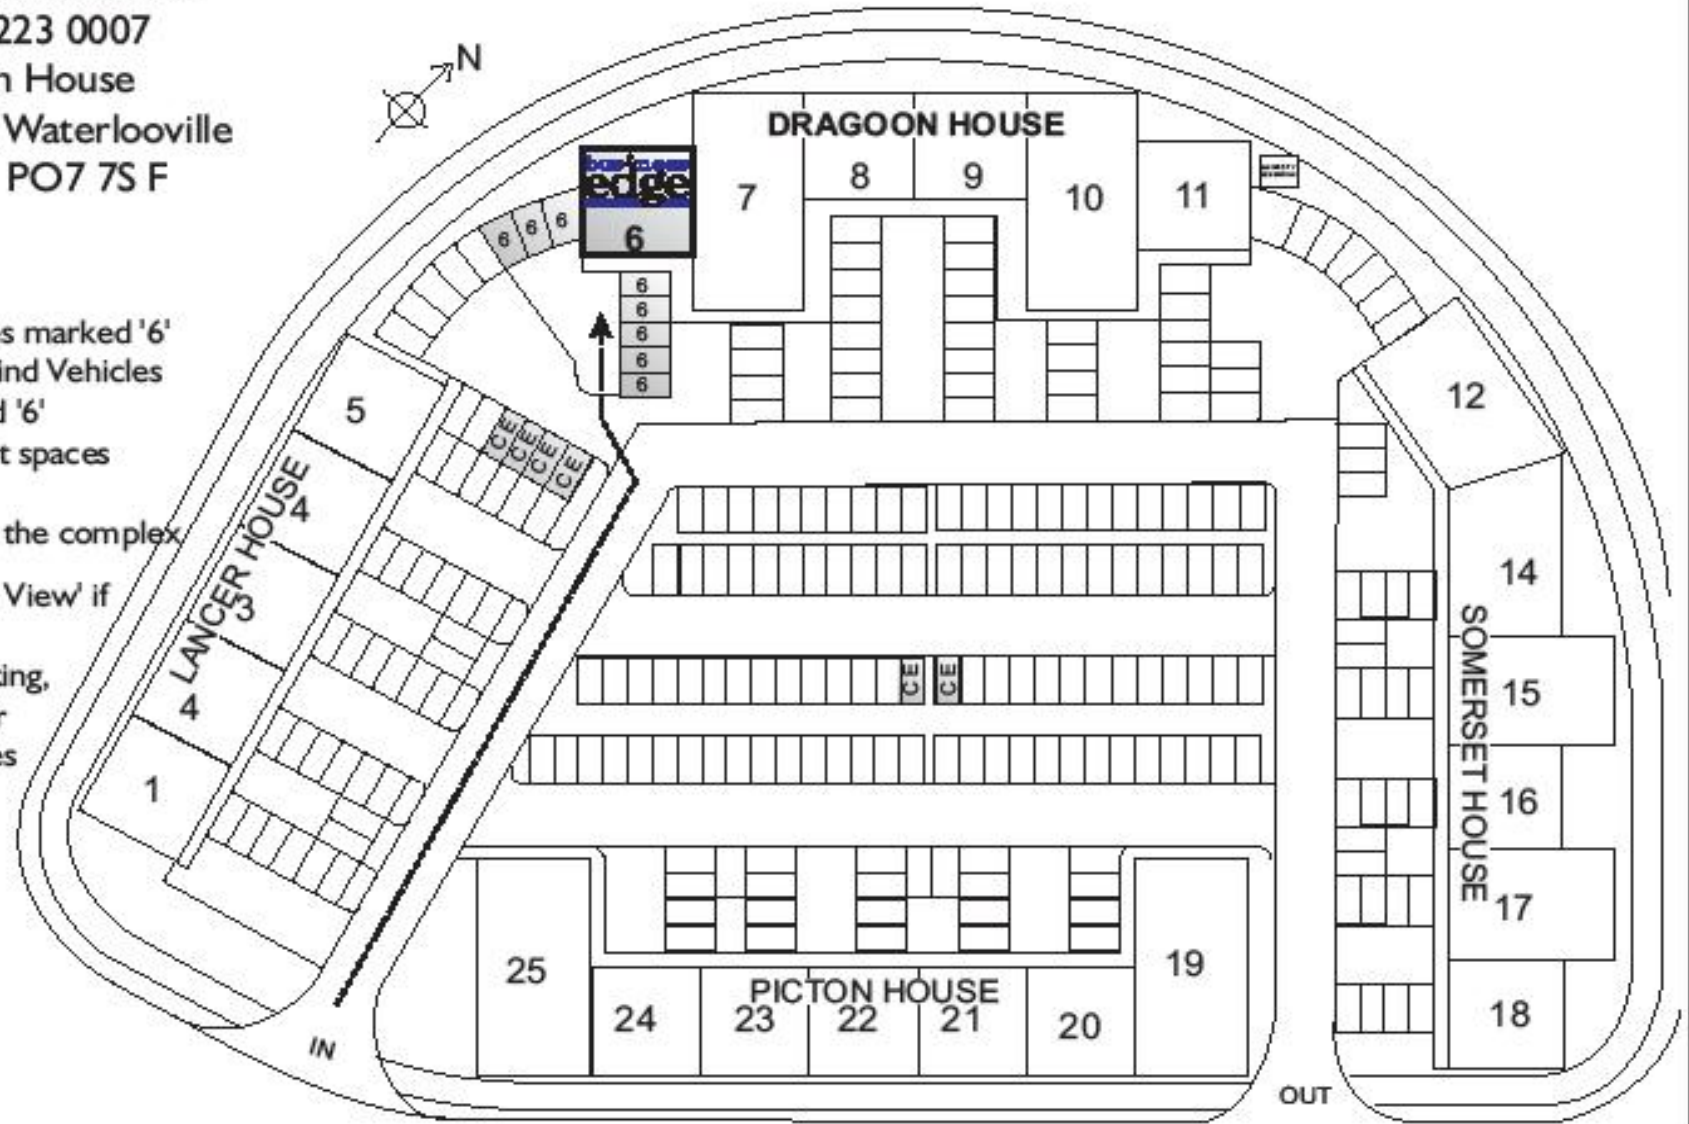 223 0007
n House
Waterlooville
PO7 7S F
s marked '6'
ind Vehicles
d '6'
t spaces
the complex
View' if
king,
r
es
N
DRAGOON HOUSE
edge
6
7
8
9
10
11
6 6 6
6
6
6
6
6
12
5
4
3
4
1
LANCER HOUSE
CE CE CE CE
CE CE
14
15
16
17
18
SOMERSET HOUSE
25
24
23
22
21
20
19
PICTON HOUSE
IN
OUT